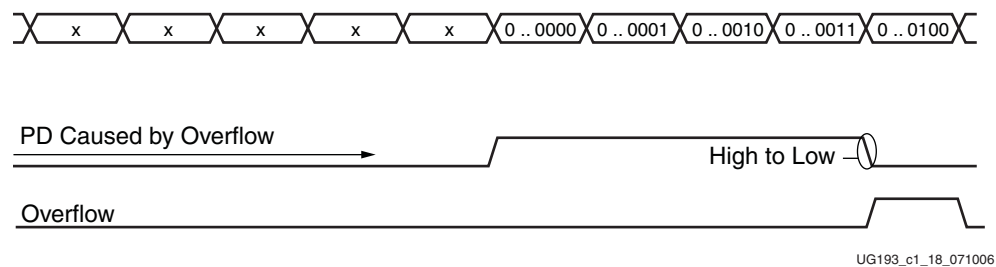 x x x x x 0 .. 0000 0 .. 0001 0 .. 0010 0 .. 0011 0 .. 0100
PD Caused by Overflow
High to Low
Overflow
UG193_c1_18_071006